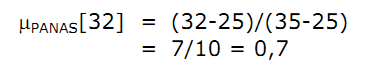 μPANAS[32] = (32-25)/(35-25)
= 7/10 = 0,7